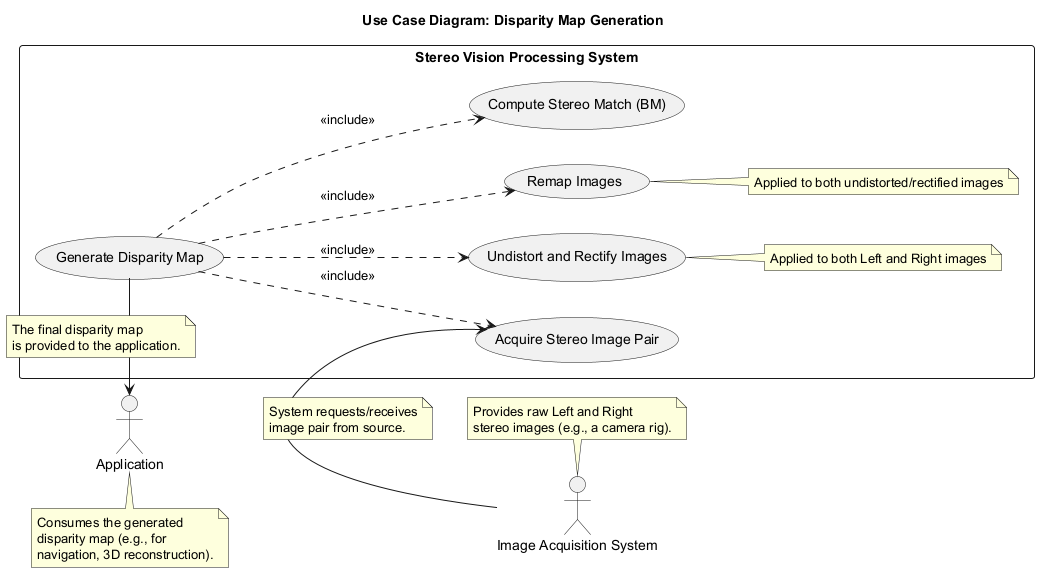 Use Case Diagram: Disparity Map Generation
Stereo Vision Processing System
Compute Stereo Match (BM)
«include»
Remap Images
Applied to both undistorted/rectified images
«include»
Generate Disparity Map
«include»
Undistort and Rectify Images
Applied to both Left and Right images
«include»
Acquire Stereo Image Pair
The final disparity map
is provided to the application.
System requests/receives
image pair from source.
Provides raw Left and Right
stereo images (e.g., a camera rig).
Application
Consumes the generated
disparity map (e.g., for
navigation, 3D reconstruction).
Image Acquisition System